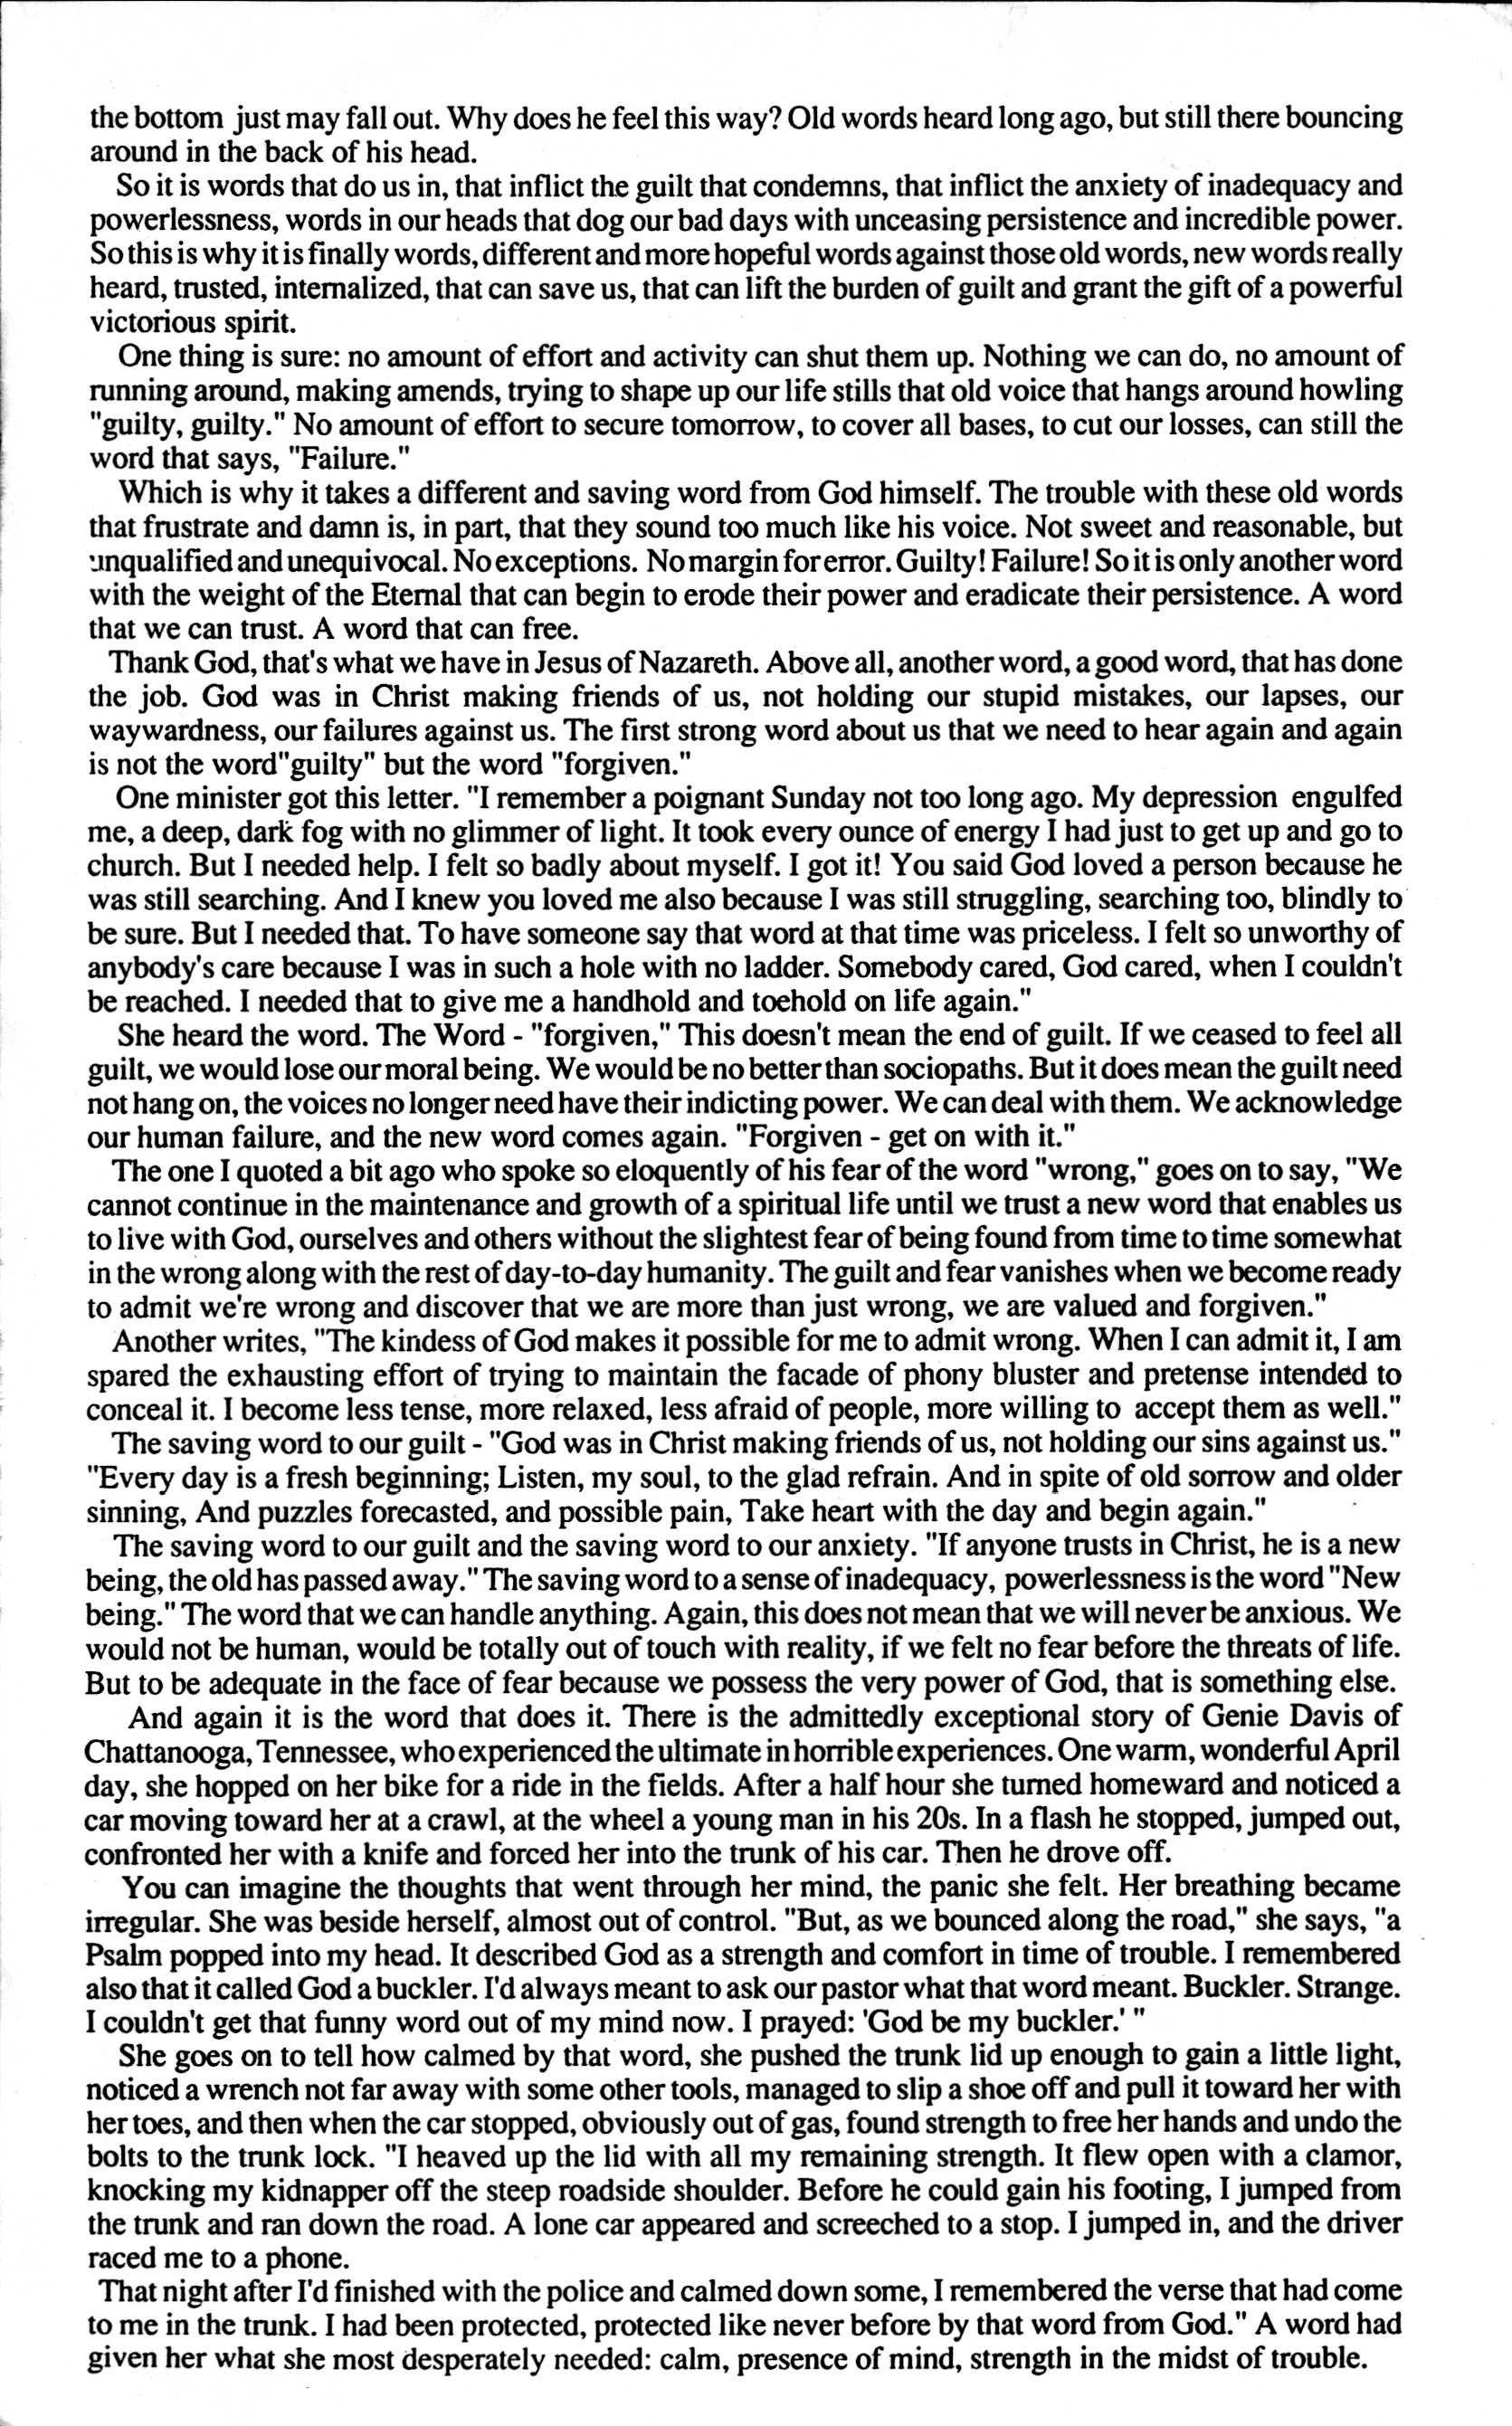 the bottom just may fall out. Why does he feel this way? Old words heard long ago, but still there bouncing
around in the back of his head.
So it is words that do us in, that inflict the guilt that condemns, that inflict the anxiety of inadequacy and
powerlessness, words in our heads that dog our bad days with unceasing persistence and incredible power.
So this is why it is finally words, different and more hopeful words against those old words, new words really
heard, trusted, internalized, that can save us, that can lift the burden of guilt and grant the gift of a powerful
victorious spirit.
One thing is sure: no amount of effort and activity can shut them up. Nothing we can do, no amount of
running around, making amends, trying to shape up our life stills that old voice that hangs around howling
"guilty, guilty." No amount of effort to secure tomorrow, to cover all bases, to cut our losses, can still the
word that says, "Failure."
Which is why it takes a different and saving word from God himself. The trouble with these old words
that frustrate and damn is, in part, that they sound too much like his voice. Not sweet and reasonable, but
unqualified and unequivocal. No exceptions. No margin for error. Guilty! Failure! So it is only another word
with the weight of the Eternal that can begin to erode their power and eradicate their persistence. A word
that we can trust. A word that can free.
Thank God, that's what we have in Jesus of Nazareth. Above all, another word, a good word, that has done
the job. God was in Christ making friends of us, not holding our stupid mistakes, our lapses, our
waywardness, our failures against us. The first strong word about us that we need to hear again and again
is not the word"guilty" but the word "forgiven."
One minister got this letter. "I remember a poignant Sunday not too long ago. My depression engulfed
me, a deep, dark fog with no glimmer of light. It took every ounce of energy I had just to get up and go to
church. But I needed help. I felt so badly about myself. I got it! You said God loved a person because he
was still searching. And I knew you loved me also because I was still struggling, searching too, blindly to
be sure. But I needed that. To have someone say that word at that time was priceless. I felt so unworthy of
anybody's care because I was in such a hole with no ladder. Somebody cared, God cared, when I couldn't
be reached. I needed that to give me a handhold and toehold on life again."
She heard the word. The Word - "forgiven," This doesn't mean the end of guilt. If we ceased to feel all
guilt, we would lose our moral being. We would be no better than sociopaths. But it does mean the guilt need
not hang on, the voices no longer need have their indicting power. We can deal with them. We acknowledge
our human failure, and the new word comes again. "Forgiven - get on with it."
The one I quoted a bit ago who spoke so eloquently of his fear of the word "wrong," goes on to say, "We
cannot continue in the maintenance and growth of a spiritual life until we trust a new word that enables us
to live with God, ourselves and others without the slightest fear of being found from time to time somewhat
in the wrong along with the rest of day-to-day humanity. The guilt and fear vanishes when we become ready
to admit we're wrong and discover that we are more than just wrong, we are valued and forgiven."
Another writes, "The kindess of God makes it possible for me to admit wrong. When I can admit it, I am
spared the exhausting effort of trying to maintain the facade of phony bluster and pretense intended to
conceal it. I become less tense, more relaxed, less afraid of people, more willing to accept them as well."
The saving word to our guilt - "God was in Christ making friends of us, not holding our sins against us."
"Every day is a fresh beginning; Listen, my soul, to the glad refrain. And in spite of old sorrow and older
sinning, And puzzles forecasted, and possible pain, Take heart with the day and begin again."
The saving word to our guilt and the saving word to our anxiety. "If anyone trusts in Christ, he is a new
being, the old has passed away." The saving word to a sense of inadequacy, powerlessness is the word "New
being." The word that we can handle anything. Again, this does not mean that we will never be anxious. We
would not be human, would be totally out of touch with reality, if we felt no fear before the threats of life.
But to be adequate in the face of fear because we possess the very power of God, that is something else.
And again it is the word that does it. There is the admittedly exceptional story of Genie Davis of
Chattanooga, Tennessee, who experienced the ultimate in horrible experiences. One warm, wonderful April
day, she hopped on her bike for a ride in the fields. After a half hour she turned homeward and noticed a
car moving toward her at a crawl, at the wheel a young man in his 20s. In a flash he stopped, jumped out,
confronted her with a knife and forced her into the trunk of his car. Then he drove off.
You can imagine the thoughts that went through her mind, the panic she felt. Her breathing became
irregular. She was beside herself, almost out of control. "But, as we bounced along the road," she says, "a
Psalm popped into my head. It described God as a strength and comfort in time of trouble. I remembered
also that it called God a buckler. I'd always meant to ask our pastor what that word meant. Buckler. Strange.
I couldn't get that funny word out of my mind now. I prayed: 'God be my buckler.' "
She goes on to tell how calmed by that word, she pushed the trunk lid up enough to gain a little light,
noticed a wrench not far away with some other tools, managed to slip a shoe off and pull it toward her with
her toes, and then when the car stopped, obviously out of gas, found strength to free her hands and undo the
bolts to the trunk lock. "I heaved up the lid with all my remaining strength. It flew open with a clamor,
knocking my kidnapper off the steep roadside shoulder. Before he could gain his footing, I jumped from
the trunk and ran down the road. A lone car appeared and screeched to a stop. I jumped in, and the driver
raced me to a phone.
That night after I'd finished with the police and calmed down some, I remembered the verse that had come
to me in the trunk. I had been protected, protected like never before by that word from God." A word had
given her what she most desperately needed: calm, presence of mind, strength in the midst of trouble.